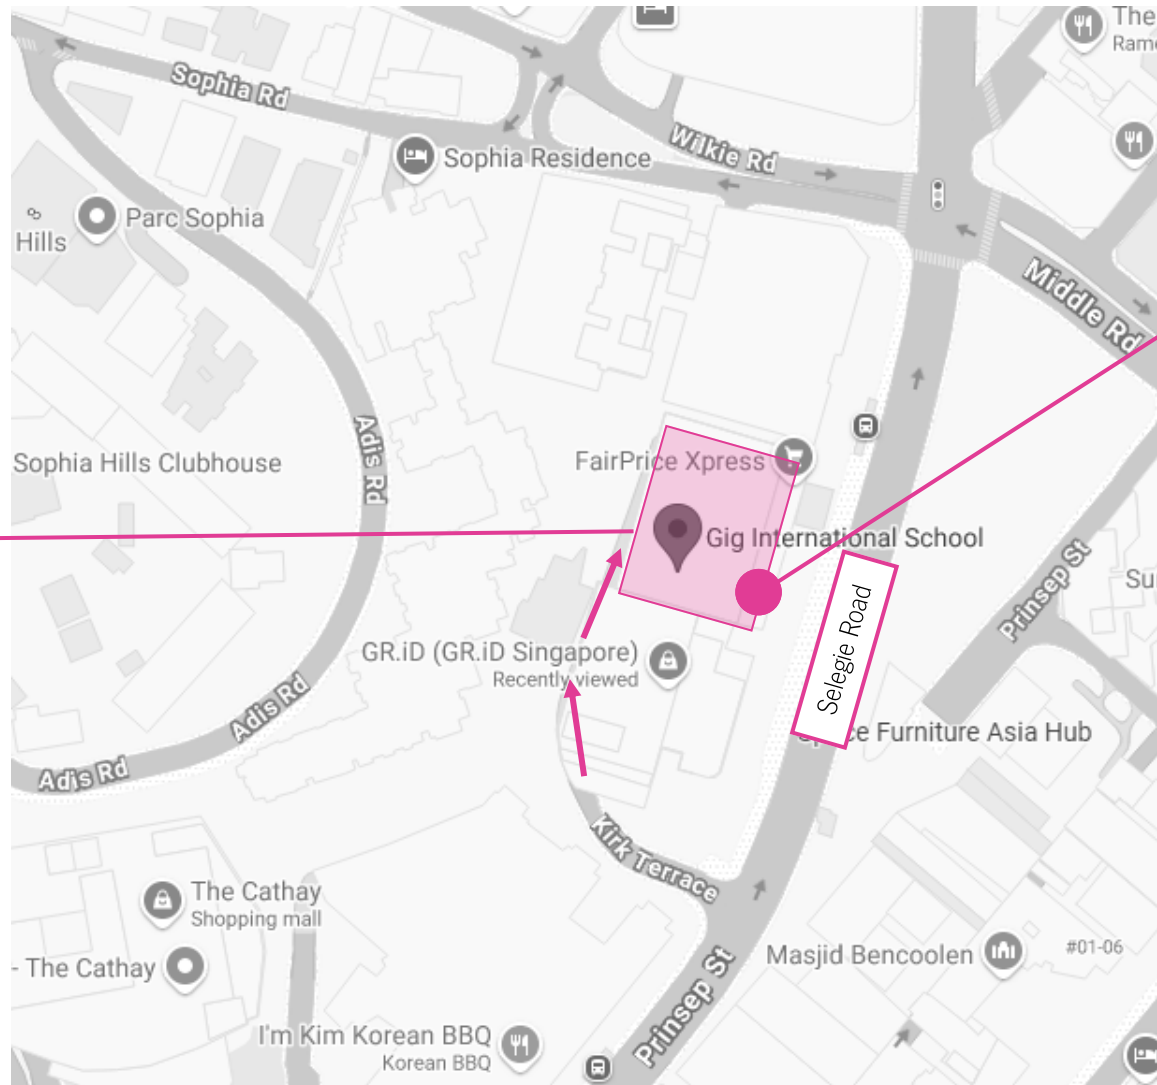 The
Ram
Sophia Rd
Wilkie Rd
Sophia Residence
Parc Sophia
Hills
Middle Rd
Adis Rd
Sophia Hills Clubhouse
FairPrice Xpress
Gig International School
Prinsep St
Su
Selegie Road
GR.iD (GR.iD Singapore)
Recently viewed
Adis Rd
ce Furniture Asia Hub
Adis Rd
Kirk Terrace
The Cathay
Shopping mall
Masjid Bencoolen
#01-06
- The Cathay
Prinsep St
I'm Kim Korean BBQ
Korean BBQ